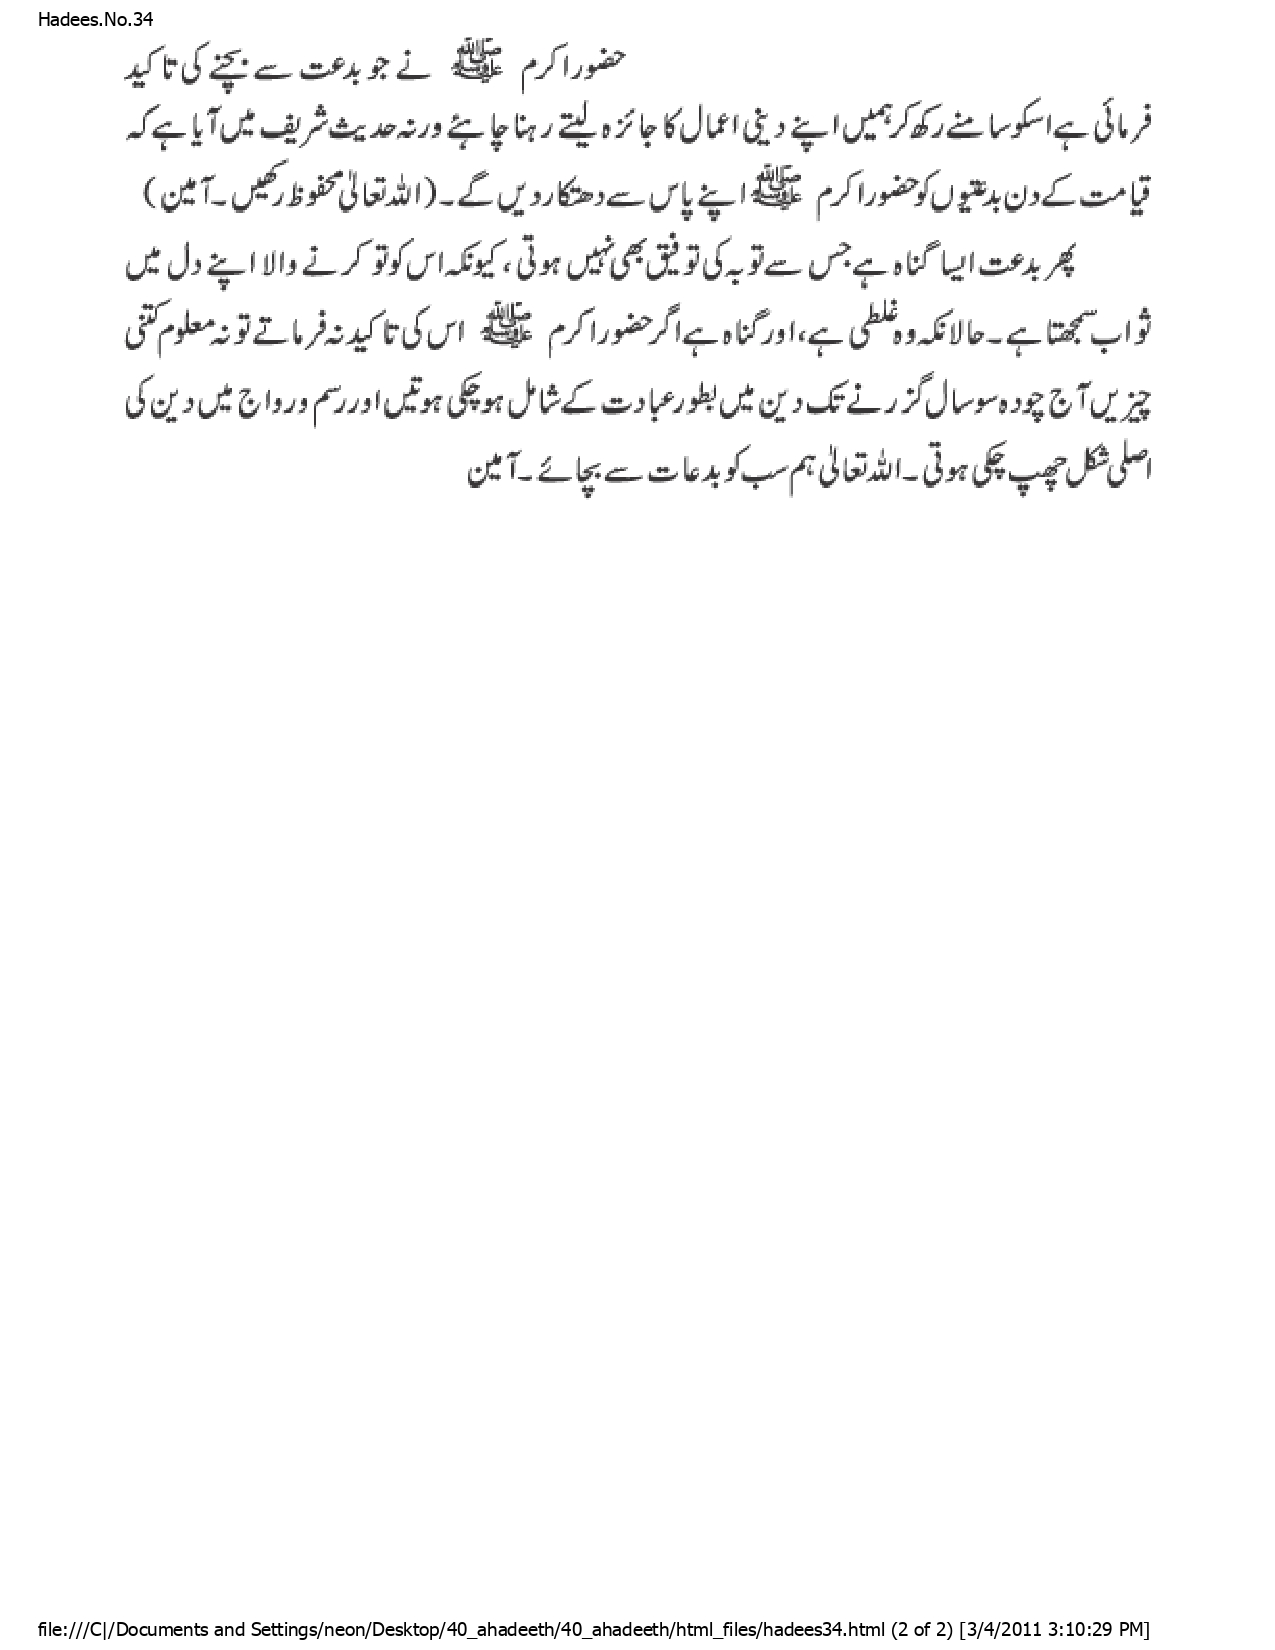 Hadees.No.34
حضور اکرم ﷺ نے جو بدعت سے بچنے کی تاکید
فرمائی ہے اسکو سامنے رکھ کر ہمیں اپنے دینی اعمال کا جائزہ لیتے رہنا چاہئے ورنہ حدیث شریف میں آیا ہے کہ
قیامت کے دن بدعتیوں کو حضور اکرم ﷺ اپنے پاس سے دھتکار دیں گے۔ (اللہ تعالیٰ محفوظ رکھیں۔ آمین)
پھر بدعت ایسا گناہ ہے جس سے توبہ کی توفیق بھی نہیں ہوتی، کیونکہ اس کو تو کرنے والا اپنے دل میں
ثواب سمجھتا ہے۔ حالانکہ وہ غلطی ہے، اور گناہ ہے اگر حضور اکرم ﷺ اس کی تاکید نہ فرماتے تو نہ معلوم کتنی
چیزیں آج چودہ سو سال گزرنے تک دین میں بطور عبادت کے شامل ہوچکی ہوتیں اور رسم و رواج میں دین کی
اصلی شکل چھپ چکی ہوتی۔ اللہ تعالیٰ ہم سب کو بدعات سے بچائے۔ آمین
file:///C|/Documents and Settings/neon/Desktop/40_ahadeeth/40_ahadeeth/html_files/hadees34.html (2 of 2) [3/4/2011 3:10:29 PM]